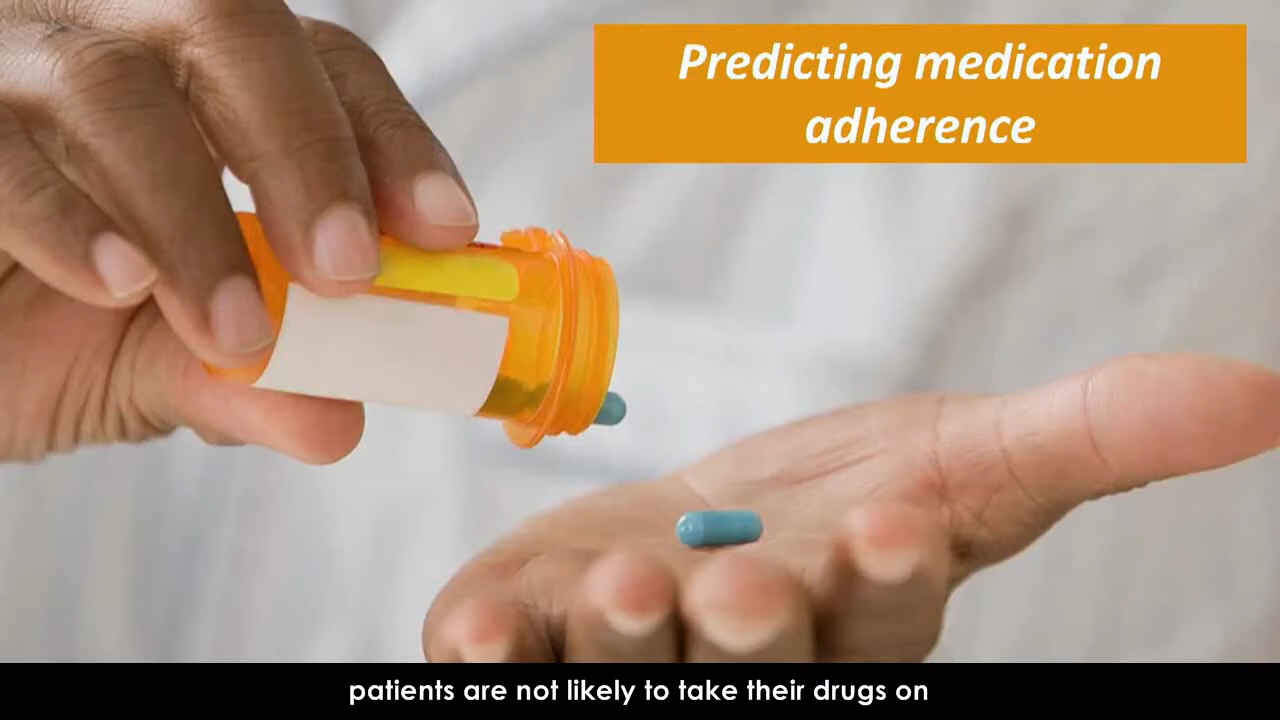 Predicting medication
adherence
patients are not likely to take their drugs on